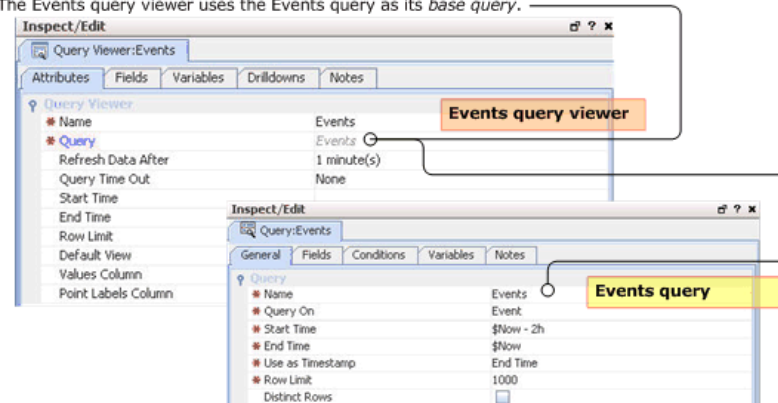 The Events query viewer uses the Events query as its base query.
Inspect/Edit
Query Viewer:Events
Attributes Fields Variables Drilldowns Notes
Query Viewer
Name Events
Events query viewer
Query Events
Refresh Data After 1 minute(s)
Query Time Out None
Start Time
End Time
Row Limit
Default View
Values Column
Point Labels Column
Inspect/Edit
Query:Events
General Fields Conditions Variables Notes
Query
Name Events
Events query
Query On Event
Start Time $Now - 2h
End Time $Now
Use as Timestamp End Time
Row Limit 1000
Distinct Rows